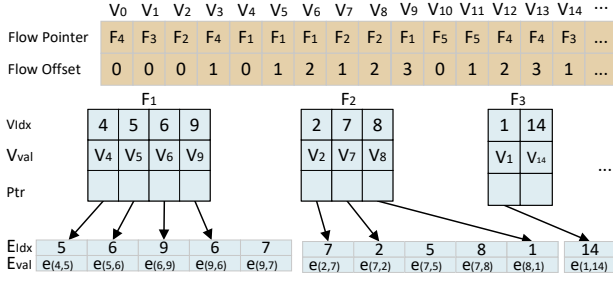 V0 V1 V2 V3 V4 V5 V6 V7 V8 V9 V10 V11 V12 V13 V14 ...
Flow Pointer F4 F3 F2 F4 F1 F1 F1 F2 F2 F1 F5 F5 F4 F4 F3 ...
Flow Offset 0 0 0 1 0 1 2 1 2 3 0 1 2 3 1 ...
F1 F2 F3
VIdx 4 5 6 9 2 7 8 1 14
Vval V4 V5 V6 V9 V2 V7 V8 V1 V14 ...
Ptr
EIdx 5 6 9 6 7 7 2 5 8 1 14
Eval e(4,5) e(5,6) e(6,9) e(9,6) e(9,7) e(2,7) e(7,2) e(7,5) e(7,8) e(8,1) e(1,14)